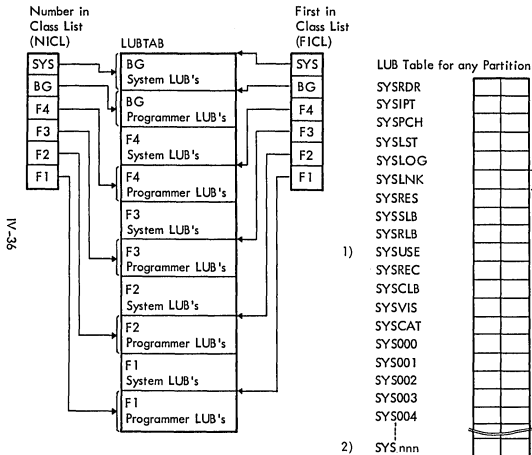 Number in
Class List
(NICL)
SYS
BG
F4
F3
F2
F1
LUBTAB
BG
System LUB's
BG
Programmer LUB's
F4
System LUB's
F4
Programmer LUB's
F3
System LUB's
F3
Programmer LUB's
F2
System LUB's
F2
Programmer LUB's
F1
System LUB's
F1
Programmer LUB's
First in
Class List
(FICL)
SYS
BG
F4
F3
F2
F1
LUB Table for any Partition
SYSRDR
SYSIPT
SYSPCH
SYSLST
SYSLOG
SYSLNK
SYSRES
SYSSLB
SYSRLB
1) SYSUSE
SYSREC
SYSCLB
SYSVIS
SYSCAT
SYS000
SYS001
SYS002
SYS003
SYS004
2) SYS nnn
IV-36